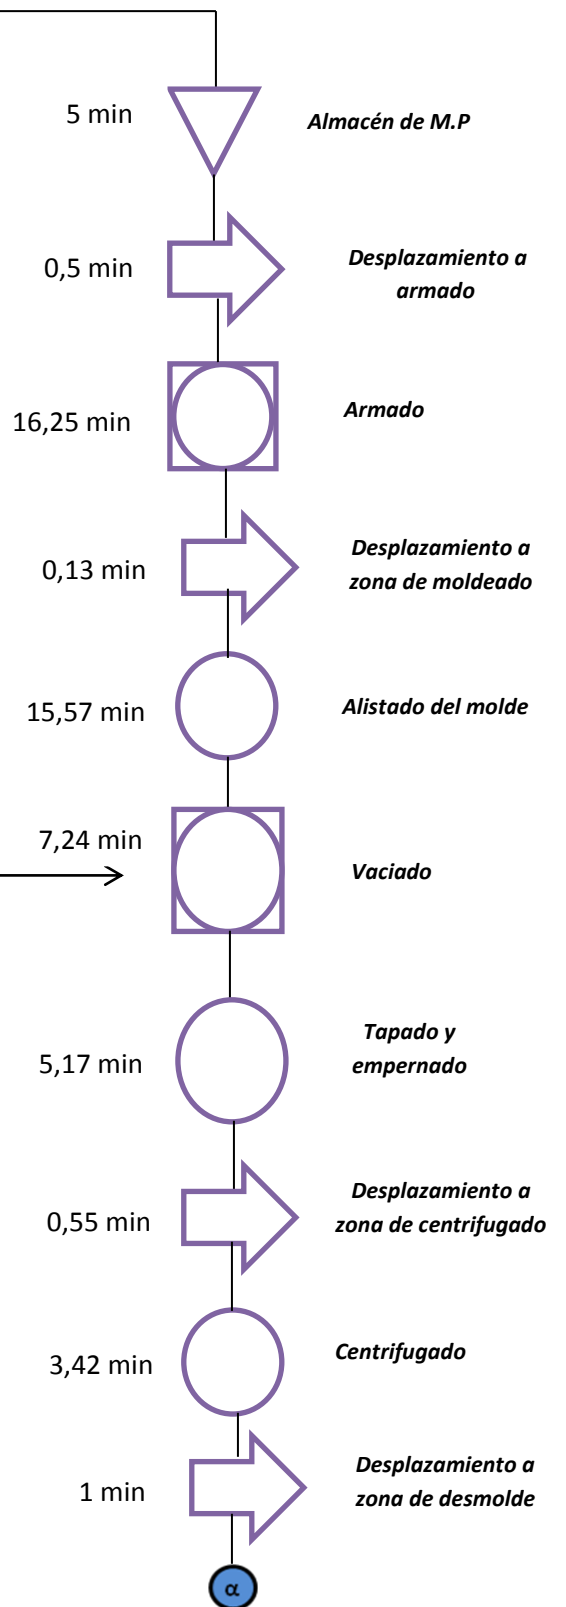 5 min
Almacén de M.P
0,5 min
Desplazamiento a
armado
16,25 min
Armado
0,13 min
Desplazamiento a
zona de moldeado
15,57 min
Alistado del molde
7,24 min
Vaciado
5,17 min
Tapado y
empernado
0,55 min
Desplazamiento a
zona de centrifugado
3,42 min
Centrifugado
1 min
Desplazamiento a
zona de desmolde
α